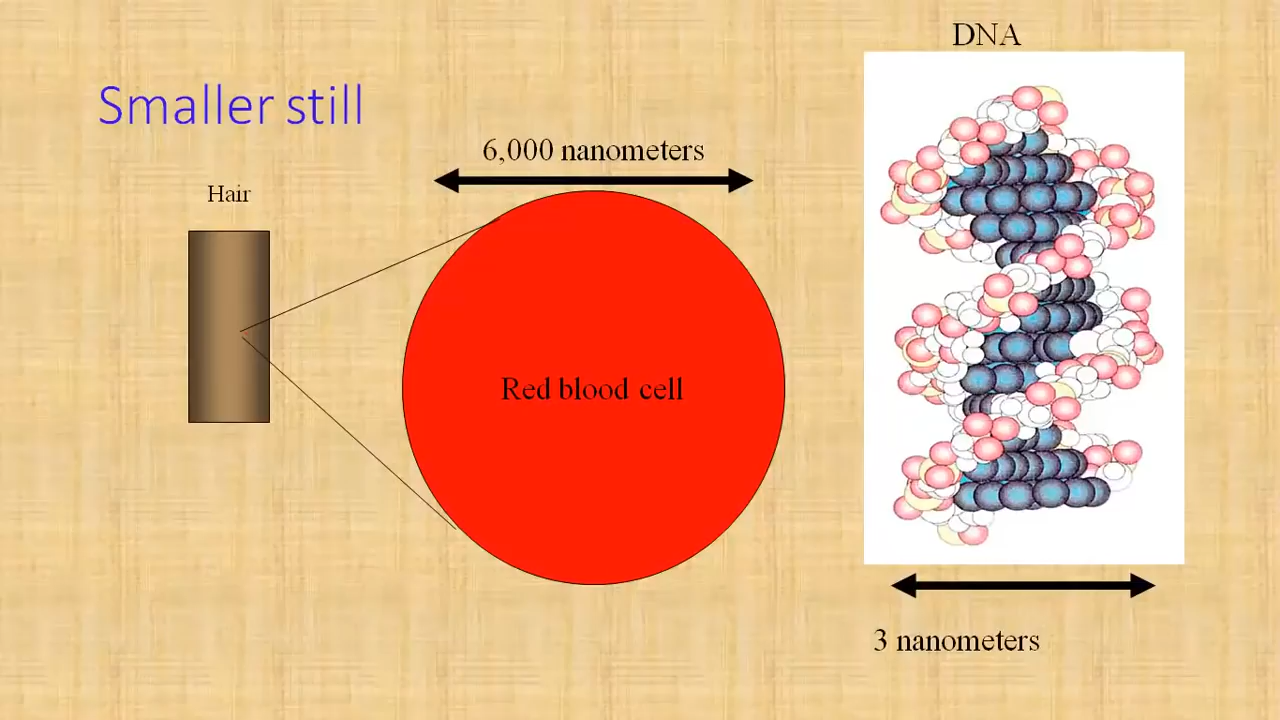 Smaller still
Hair
6,000 nanometers
Red blood cell
DNA
3 nanometers